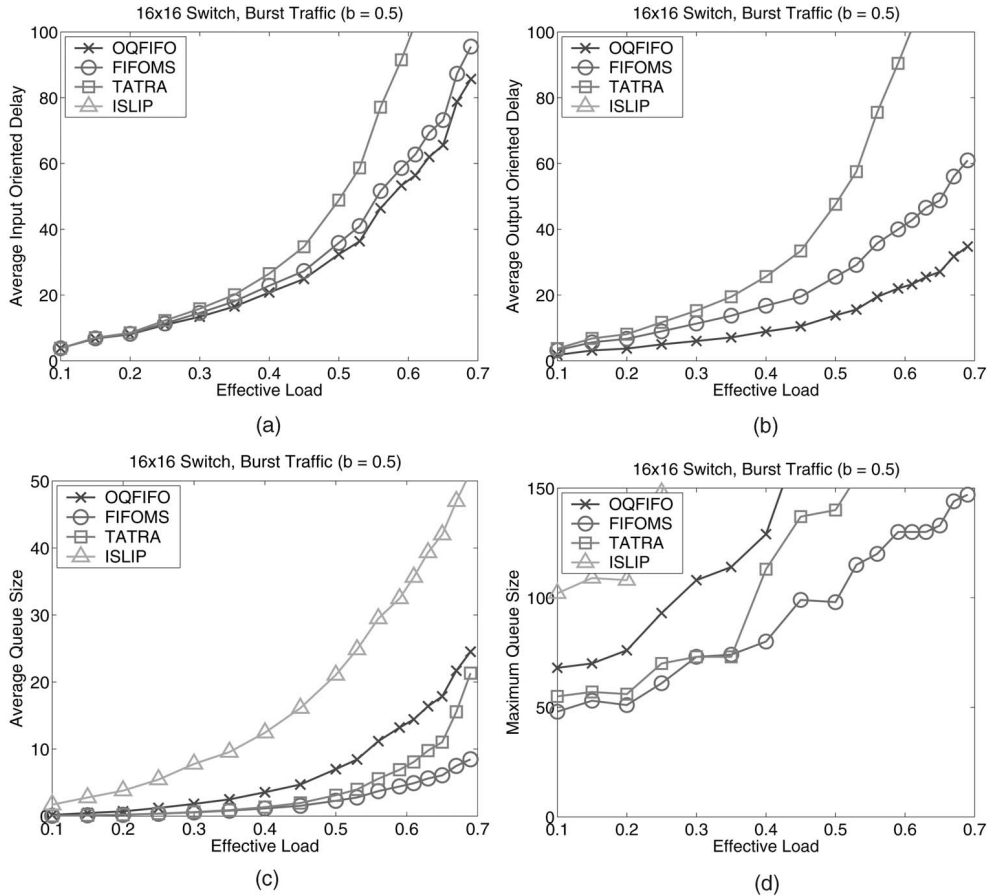 16x16 Switch, Burst Traffic (b = 0.5)
100
80
60
40
20
0
Average Input Oriented Delay
OQFIFO
FIFOMS
TATRA
ISLIP
0.1 0.2 0.3 0.4 0.5 0.6 0.7
Effective Load
(a)
16x16 Switch, Burst Traffic (b = 0.5)
100
80
60
40
20
0
Average Output Oriented Delay
OQFIFO
FIFOMS
TATRA
ISLIP
0.1 0.2 0.3 0.4 0.5 0.6 0.7
Effective Load
(b)
16x16 Switch, Burst Traffic (b = 0.5)
50
40
30
20
10
0
Average Queue Size
OQFIFO
FIFOMS
TATRA
ISLIP
0.1 0.2 0.3 0.4 0.5 0.6 0.7
Effective Load
(c)
16x16 Switch, Burst Traffic (b = 0.5)
150
100
50
0
Maximum Queue Size
OQFIFO
FIFOMS
TATRA
ISLIP
0.1 0.2 0.3 0.4 0.5 0.6 0.7
Effective Load
(d)